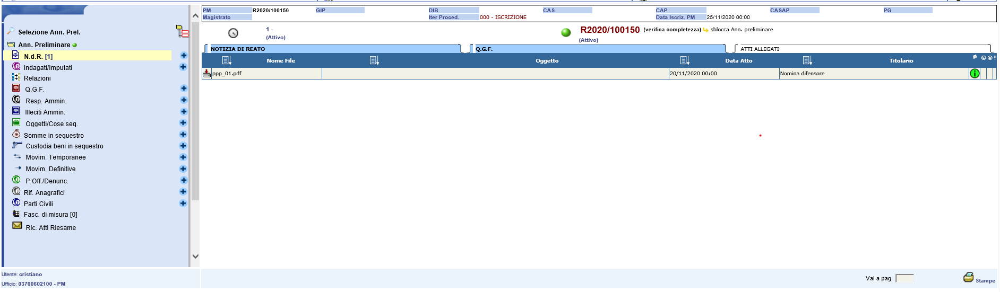 PM R2020/100150 GIP DIB CAS CAP CASAP PG
Magistrato Iter Proced. 000 - ISCRIZIONE Data Iscriz. PM 25/11/2020 00:00
1 -
(Attivo)
R2020/100150 (verifica completezza) sblocca Ann. preliminare
(Attivo)
NOTIZIA DI REATO Q.G.F. ATTI ALLEGATI
Nome File Oggetto Data Atto Titolario
ppp_01.pdf 20/11/2020 00:00 Nomina difensore
Selezione Ann. Prel.
Ann. Preliminare
N.d.R. [1]
Indagati/Imputati
Relazioni
Q.G.F.
Resp. Ammin.
Illeciti Ammin.
Oggetti/Cose seq.
Somme in sequestro
Custodia beni in sequestro
Movim. Temporanee
Movim. Definitive
P.Off./Denunc.
Rif. Anagrafici
Parti Civili
Fasc. di misura [0]
Ric. Atti Riesame
Utente: cristiano
Ufficio: 03700602100 - PM
Vai a pag. Stampe